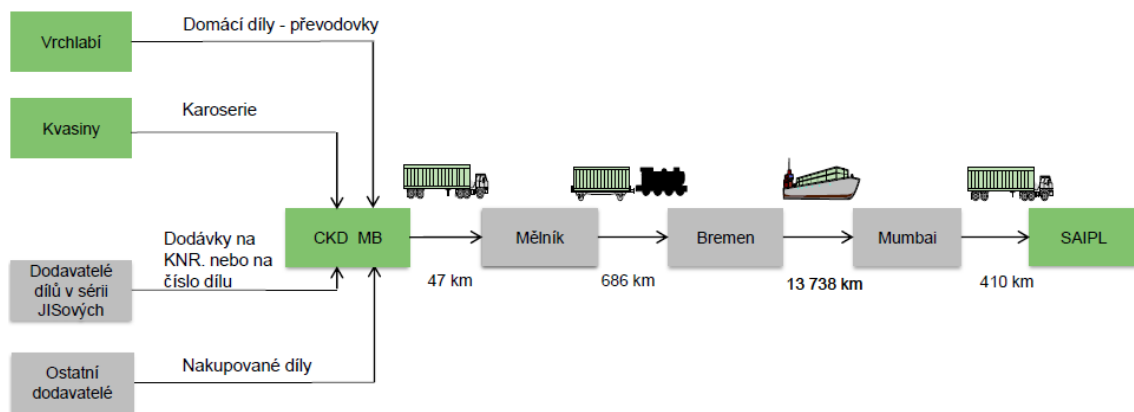 Domácí díly - převodovky
Vrchlabí
Karoserie
Kvasiny
Dodávky na
KNR. nebo na
číslo dílu
CKD MB
Mělník
Bremen
Mumbai
SAIPL
47 km
686 km
13 738 km
410 km
Dodavatelé
dílů v sérii
JISových
Nakupované díly
Ostatní
dodavatelé